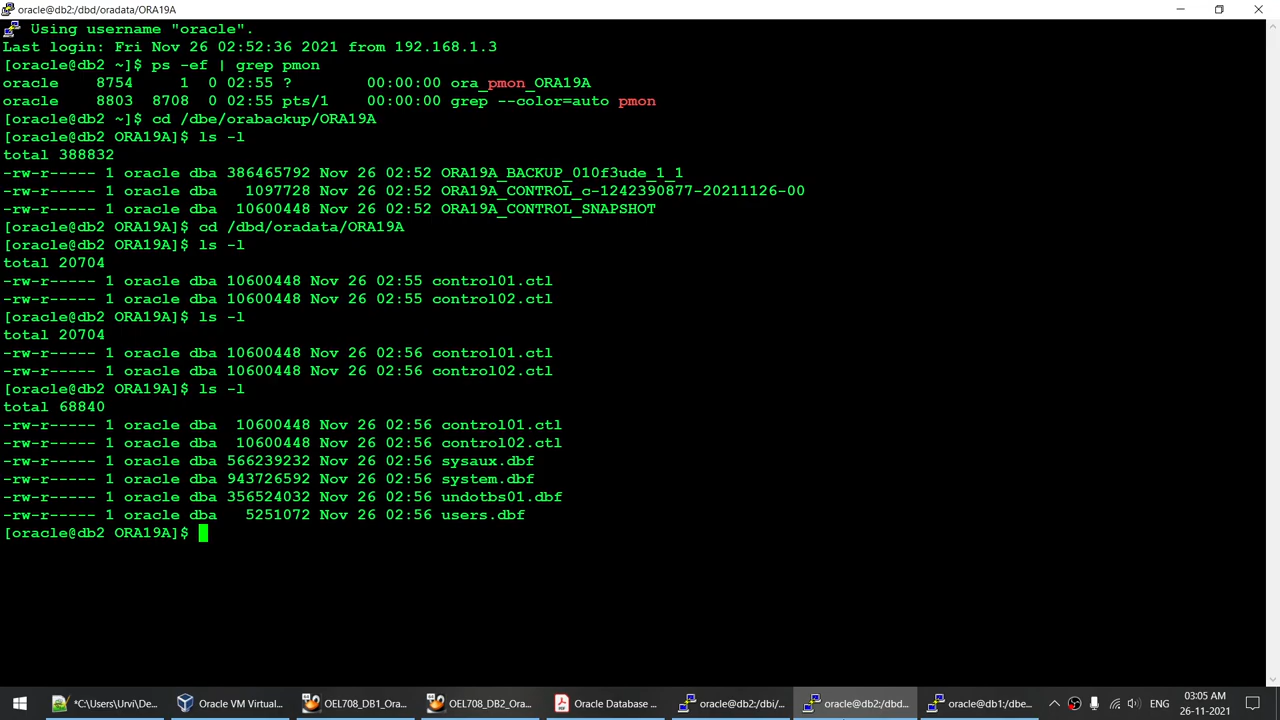 oracle@db2:/dbd/oradata/ORA19A
Using username "oracle".
Last login: Fri Nov 26 02:52:36 2021 from 192.168.1.3
[oracle@db2 ~]$ ps -ef | grep pmon
oracle    8754     1  0 02:55 ?        00:00:00 ora_pmon_ORA19A
oracle    8803  8708  0 02:55 pts/1    00:00:00 grep --color=auto pmon
[oracle@db2 ~]$ cd /dbe/orabackup/ORA19A
[oracle@db2 ORA19A]$ ls -l
total 388832
-rw-r----- 1 oracle dba 386465792 Nov 26 02:52 ORA19A_BACKUP_010f3ude_1_1
-rw-r----- 1 oracle dba   1097728 Nov 26 02:52 ORA19A_CONTROL_c-1242390877-20211126-00
-rw-r----- 1 oracle dba  10600448 Nov 26 02:52 ORA19A_CONTROL_SNAPSHOT
[oracle@db2 ORA19A]$ cd /dbd/oradata/ORA19A
[oracle@db2 ORA19A]$ ls -l
total 20704
-rw-r----- 1 oracle dba 10600448 Nov 26 02:55 control01.ctl
-rw-r----- 1 oracle dba 10600448 Nov 26 02:55 control02.ctl
[oracle@db2 ORA19A]$ ls -l
total 20704
-rw-r----- 1 oracle dba 10600448 Nov 26 02:56 control01.ctl
-rw-r----- 1 oracle dba 10600448 Nov 26 02:56 control02.ctl
[oracle@db2 ORA19A]$ ls -l
total 68840
-rw-r----- 1 oracle dba  10600448 Nov 26 02:56 control01.ctl
-rw-r----- 1 oracle dba  10600448 Nov 26 02:56 control02.ctl
-rw-r----- 1 oracle dba 566239232 Nov 26 02:56 sysaux.dbf
-rw-r----- 1 oracle dba 943726592 Nov 26 02:56 system.dbf
-rw-r----- 1 oracle dba 356524032 Nov 26 02:56 undotbs01.dbf
-rw-r----- 1 oracle dba   5251072 Nov 26 02:56 users.dbf
[oracle@db2 ORA19A]$
*C:\Users\Urvi\De... Oracle VM Virtual... OEL708_DB1_Ora... OEL708_DB2_Ora... Oracle Database ... oracle@db2:/dbi/... oracle@db2:/dbd... oracle@db1:/dbe... ENG 03:05 AM
26-11-2021